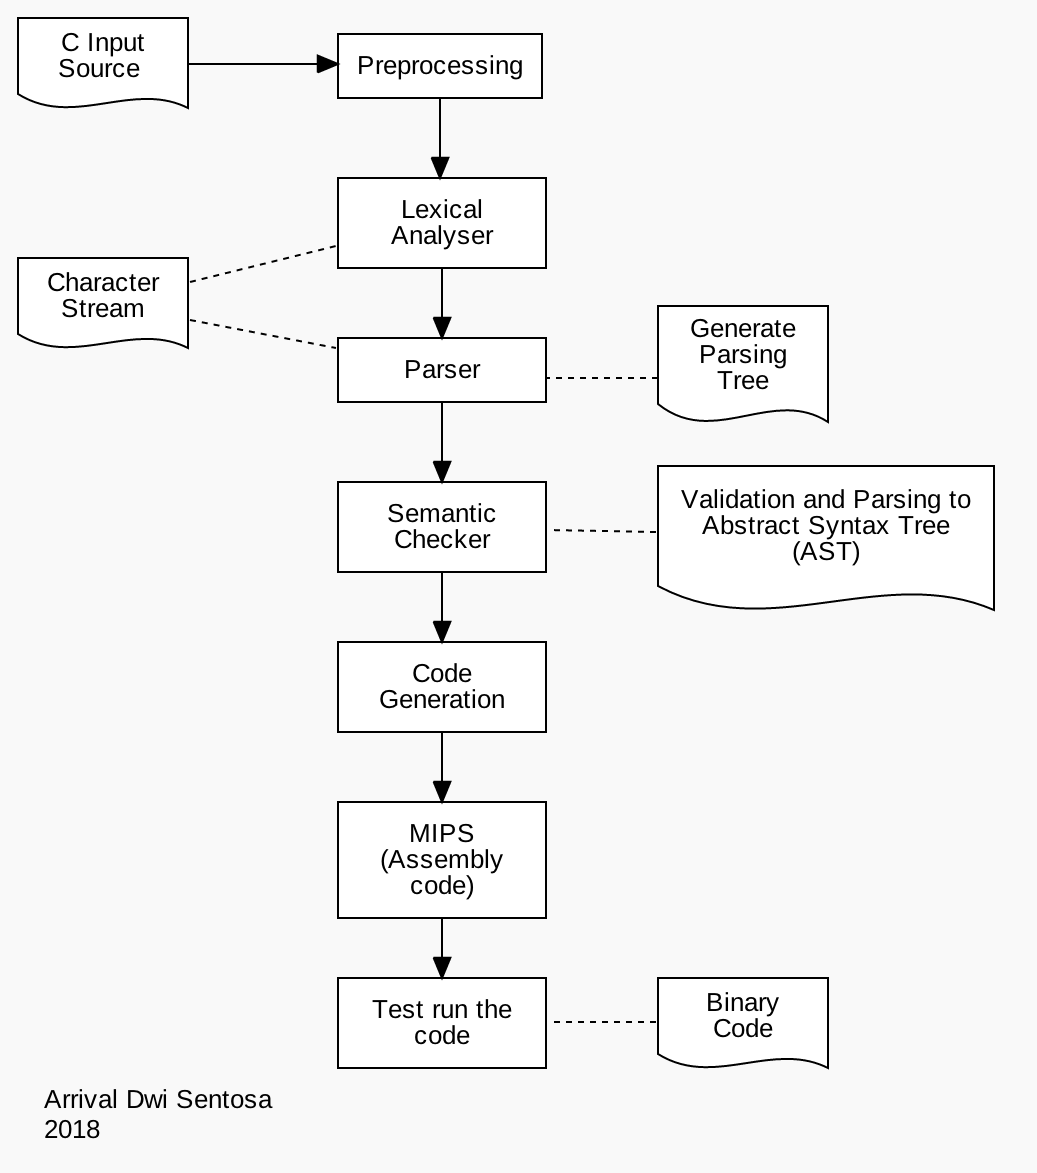 C Input
Source
Preprocessing
Lexical
Analyser
Character
Stream
Parser
Generate
Parsing
Tree
Semantic
Checker
Validation and Parsing to
Abstract Syntax Tree
(AST)
Code
Generation
MIPS
(Assembly
code)
Test run the
code
Binary
Code
Arrival Dwi Sentosa
2018